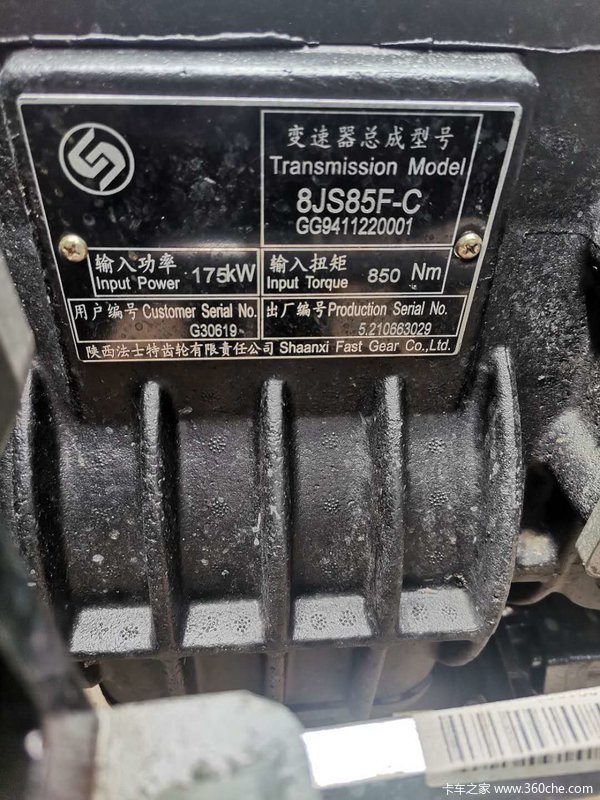 变速器总成型号
Transmission Model
8JS85F-C
GG9411220001
输入功率
Input Power 175kW
输入扭矩
Input Torque 850 Nm
用户编号 Customer Serial No.
G30619
出厂编号 Production Serial No.
5.210663029
陕西法士特齿轮有限责任公司 Shaanxi Fast Gear Co.,Ltd.
卡车之家 www.360che.com